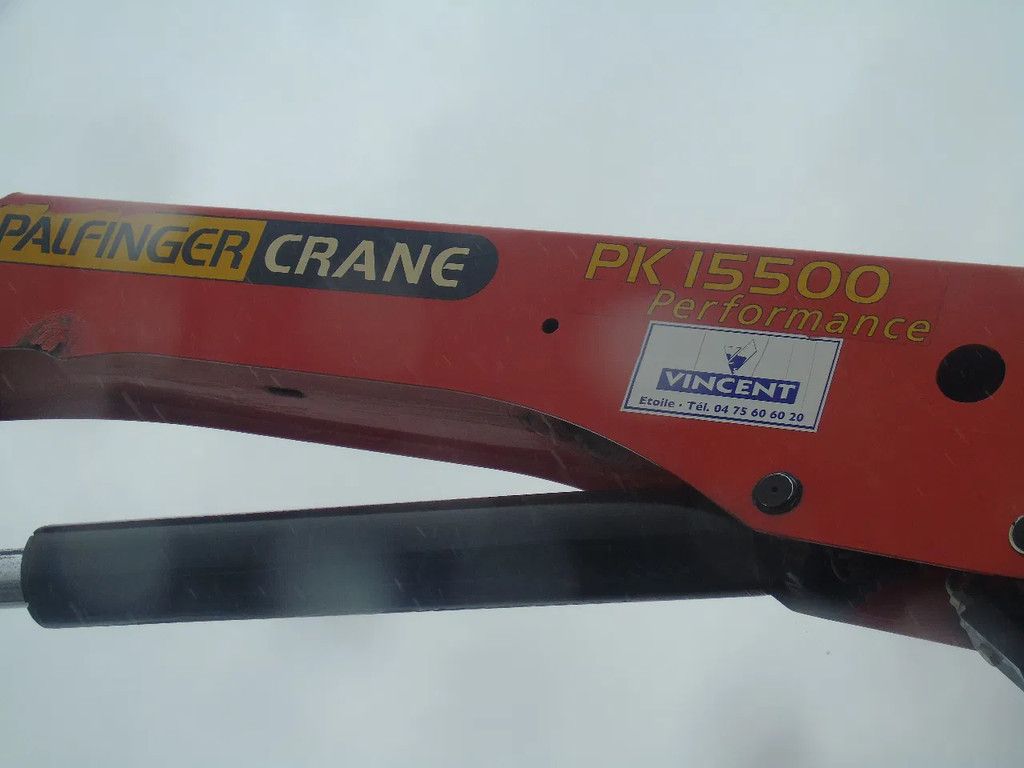 PALFINGER CRANE
PK 15500
Performance
VINCENT
Etoile · Tél. 04 75 60 60 20